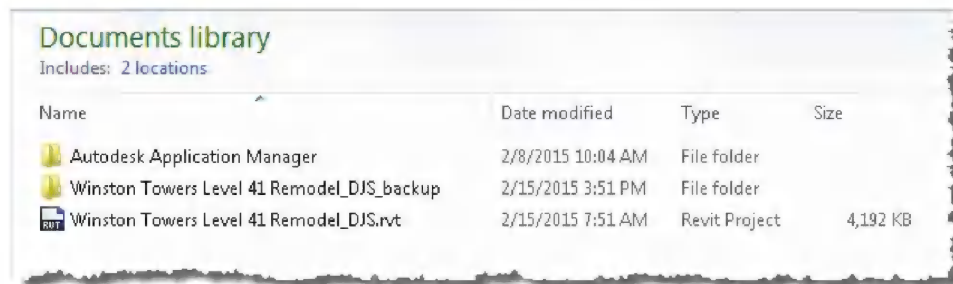 Documents library
Includes: 2 locations
Name Date modified Type Size
Autodesk Application Manager 2/8/2015 10:04 AM File folder
Winston Towers Level 41 Remodel_DJS_backup 2/15/2015 3:51 PM File folder
RVT Winston Towers Level 41 Remodel_DJS.rvt 2/15/2015 7:51 AM Revit Project 4,192 KB